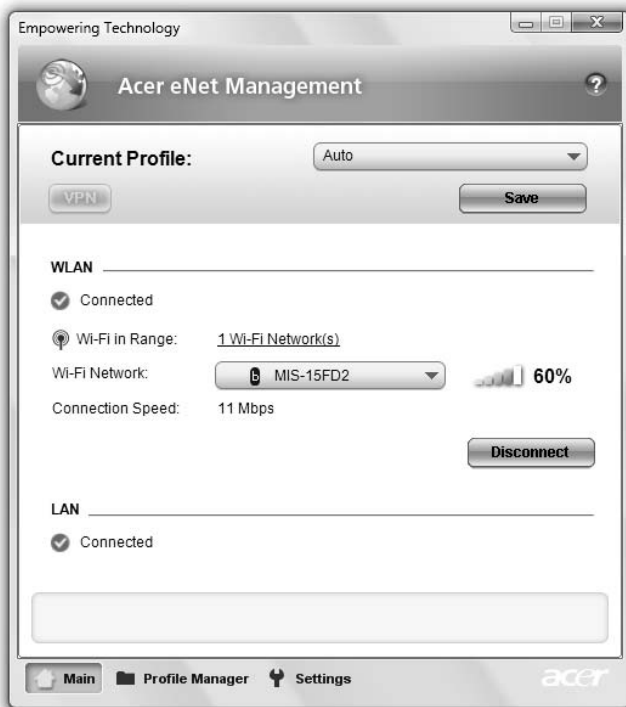 Empowering Technology
Acer eNet Management
?
Current Profile: Auto
VPN Save
WLAN
Connected
Wi-Fi in Range: 1 Wi-Fi Network(s)
Wi-Fi Network: b MIS-15FD2 60%
Connection Speed: 11 Mbps
Disconnect
LAN
Connected
Main Profile Manager Settings acer